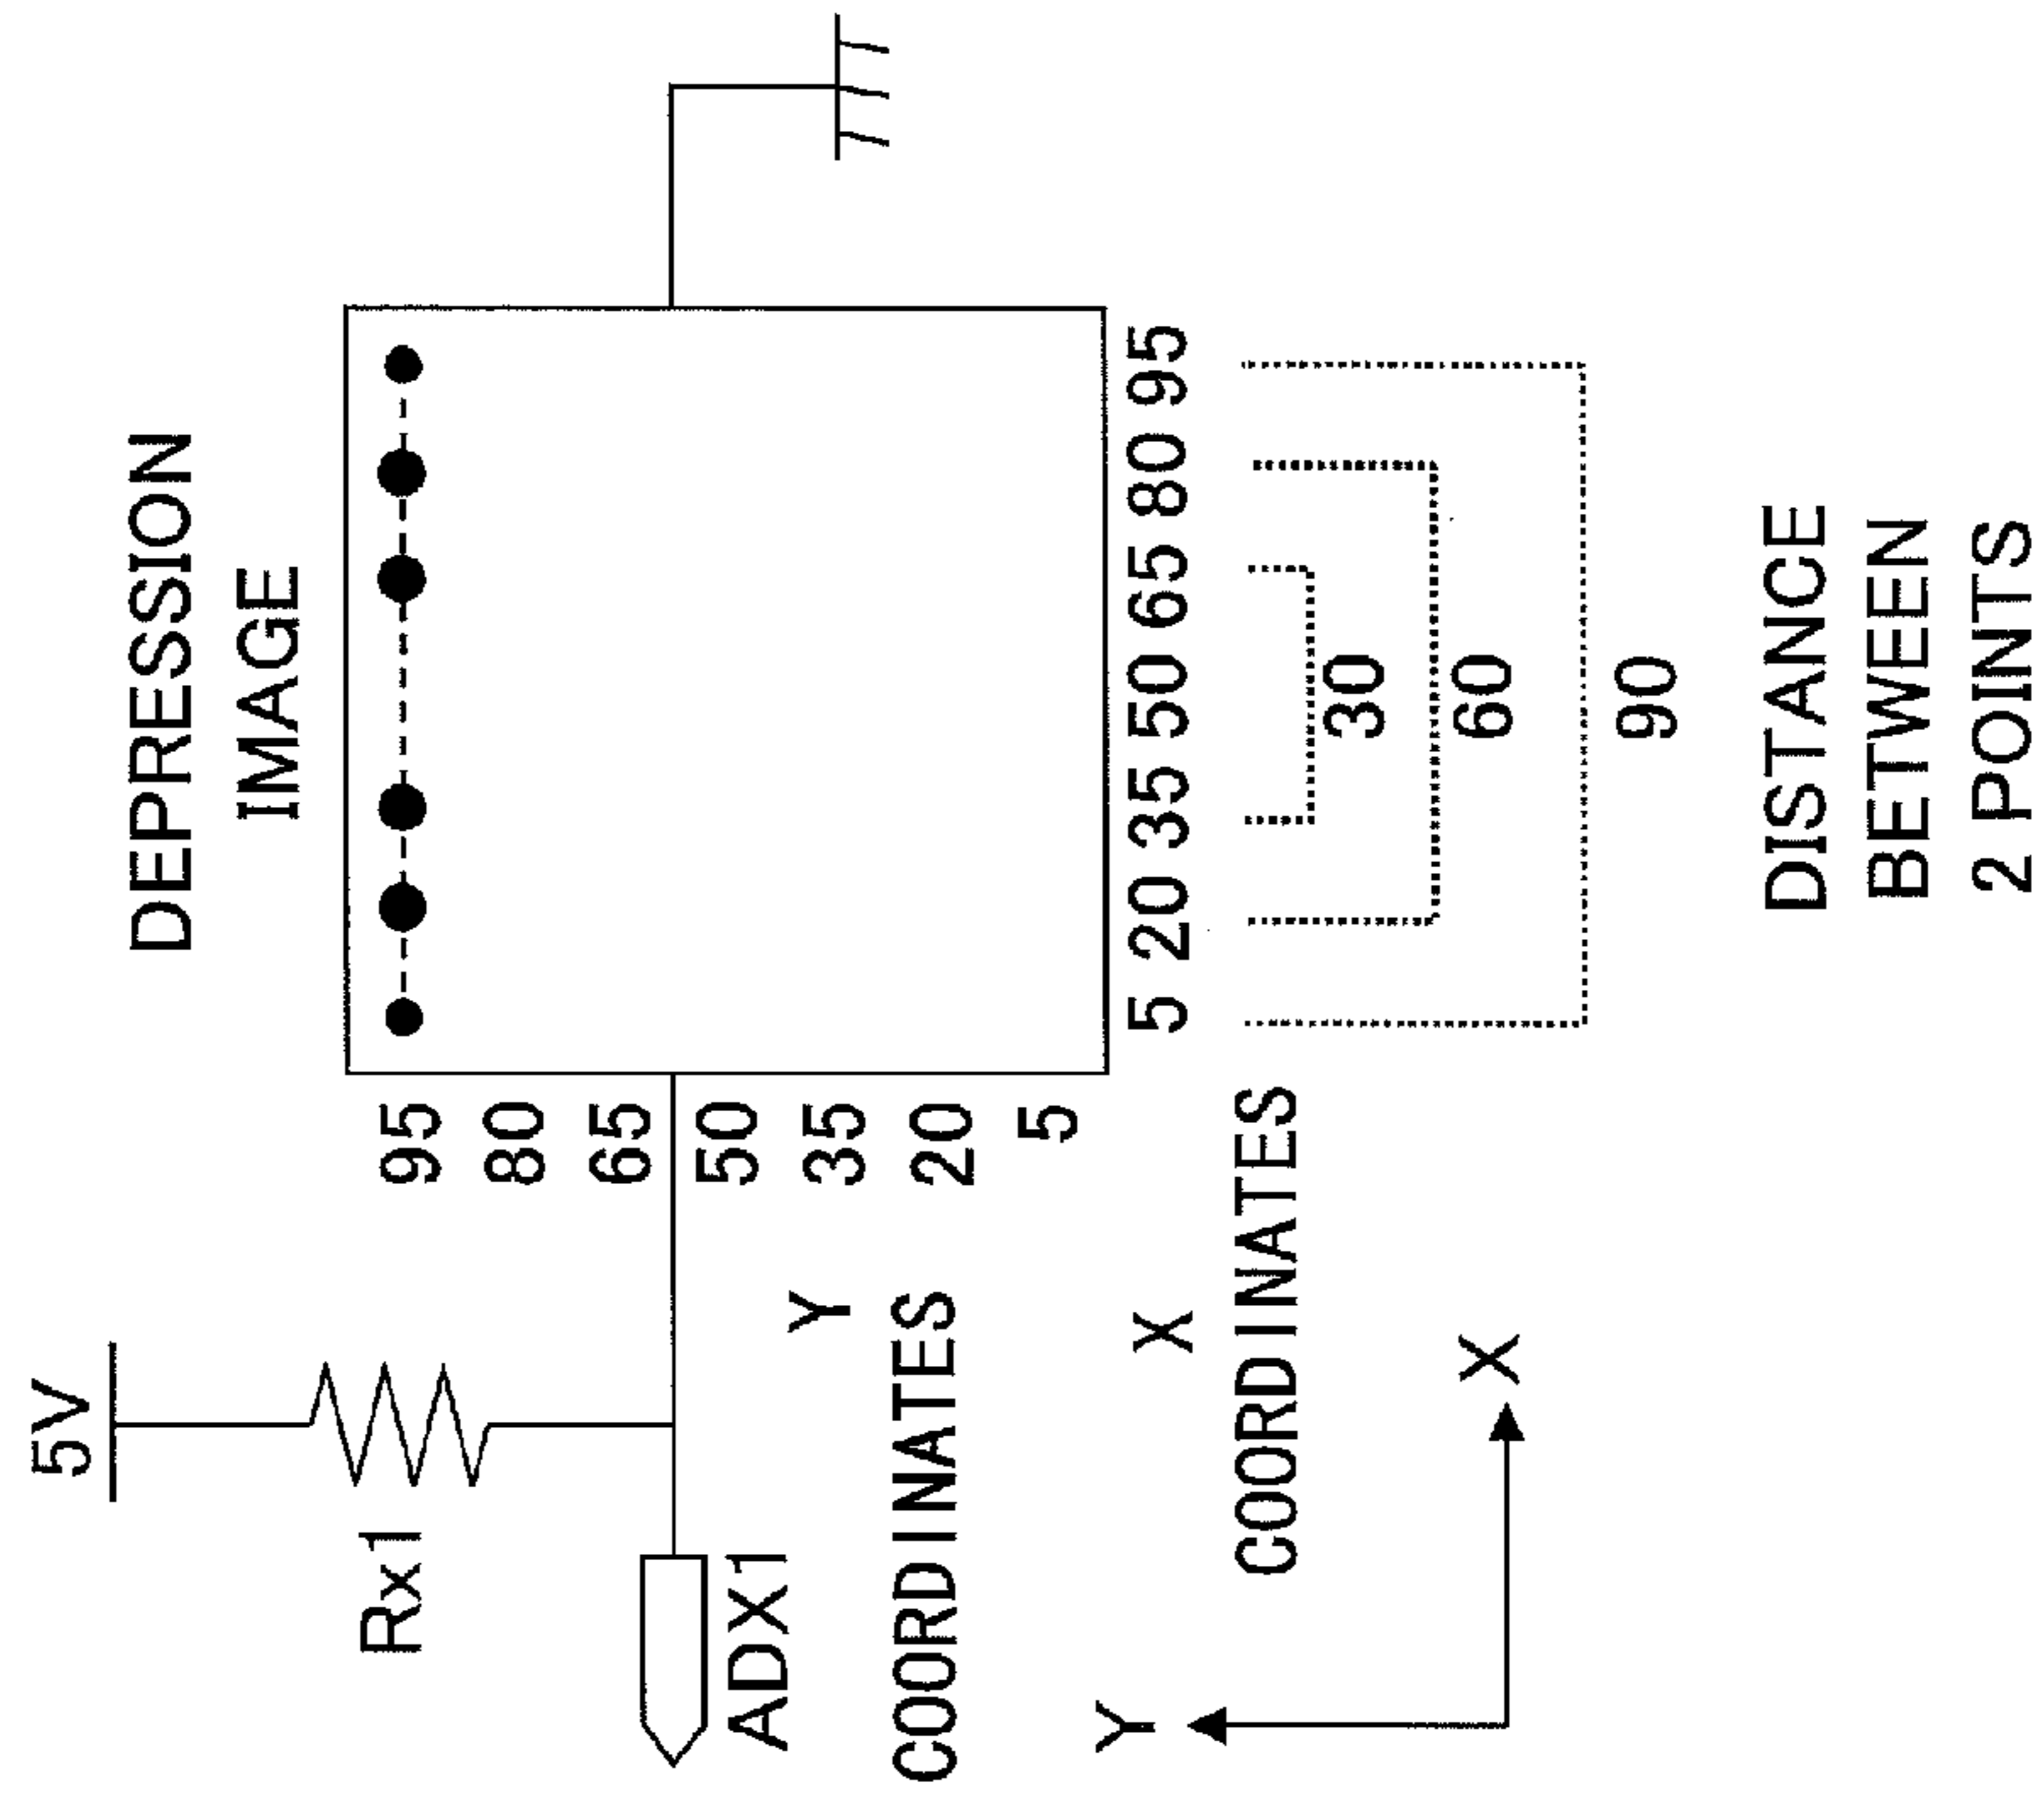 DEPRESSION
IMAGE
5V
Rx1
ADX1
Y
COORDINATES
95
80
65
50
35
20
5
X
COORDINATES
5 20 35 50 65 80 95
30
60
90
Y
X
DISTANCE
BETWEEN
2 POINTS